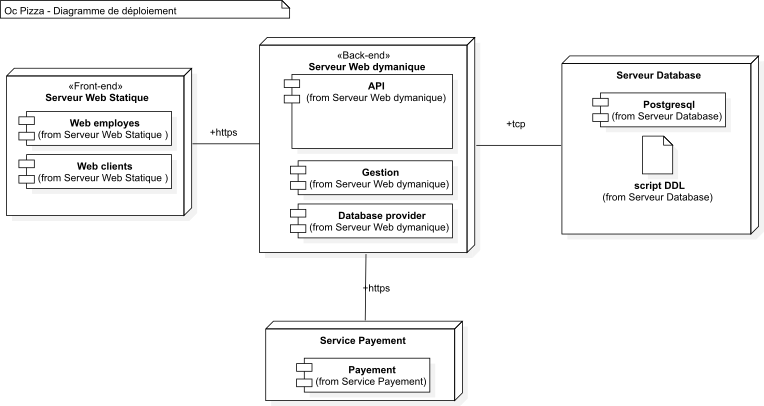 Oc Pizza - Diagramme de déploiement
«Front-end»
Serveur Web Statique
Web employes
(from Serveur Web Statique )
Web clients
(from Serveur Web Statique )
+https
«Back-end»
Serveur Web dymanique
API
(from Serveur Web dymanique)
Gestion
(from Serveur Web dymanique)
Database provider
(from Serveur Web dymanique)
+tcp
Serveur Database
Postgresql
(from Serveur Database)
script DDL
(from Serveur Database)
+https
Service Payement
Payement
(from Service Payement)